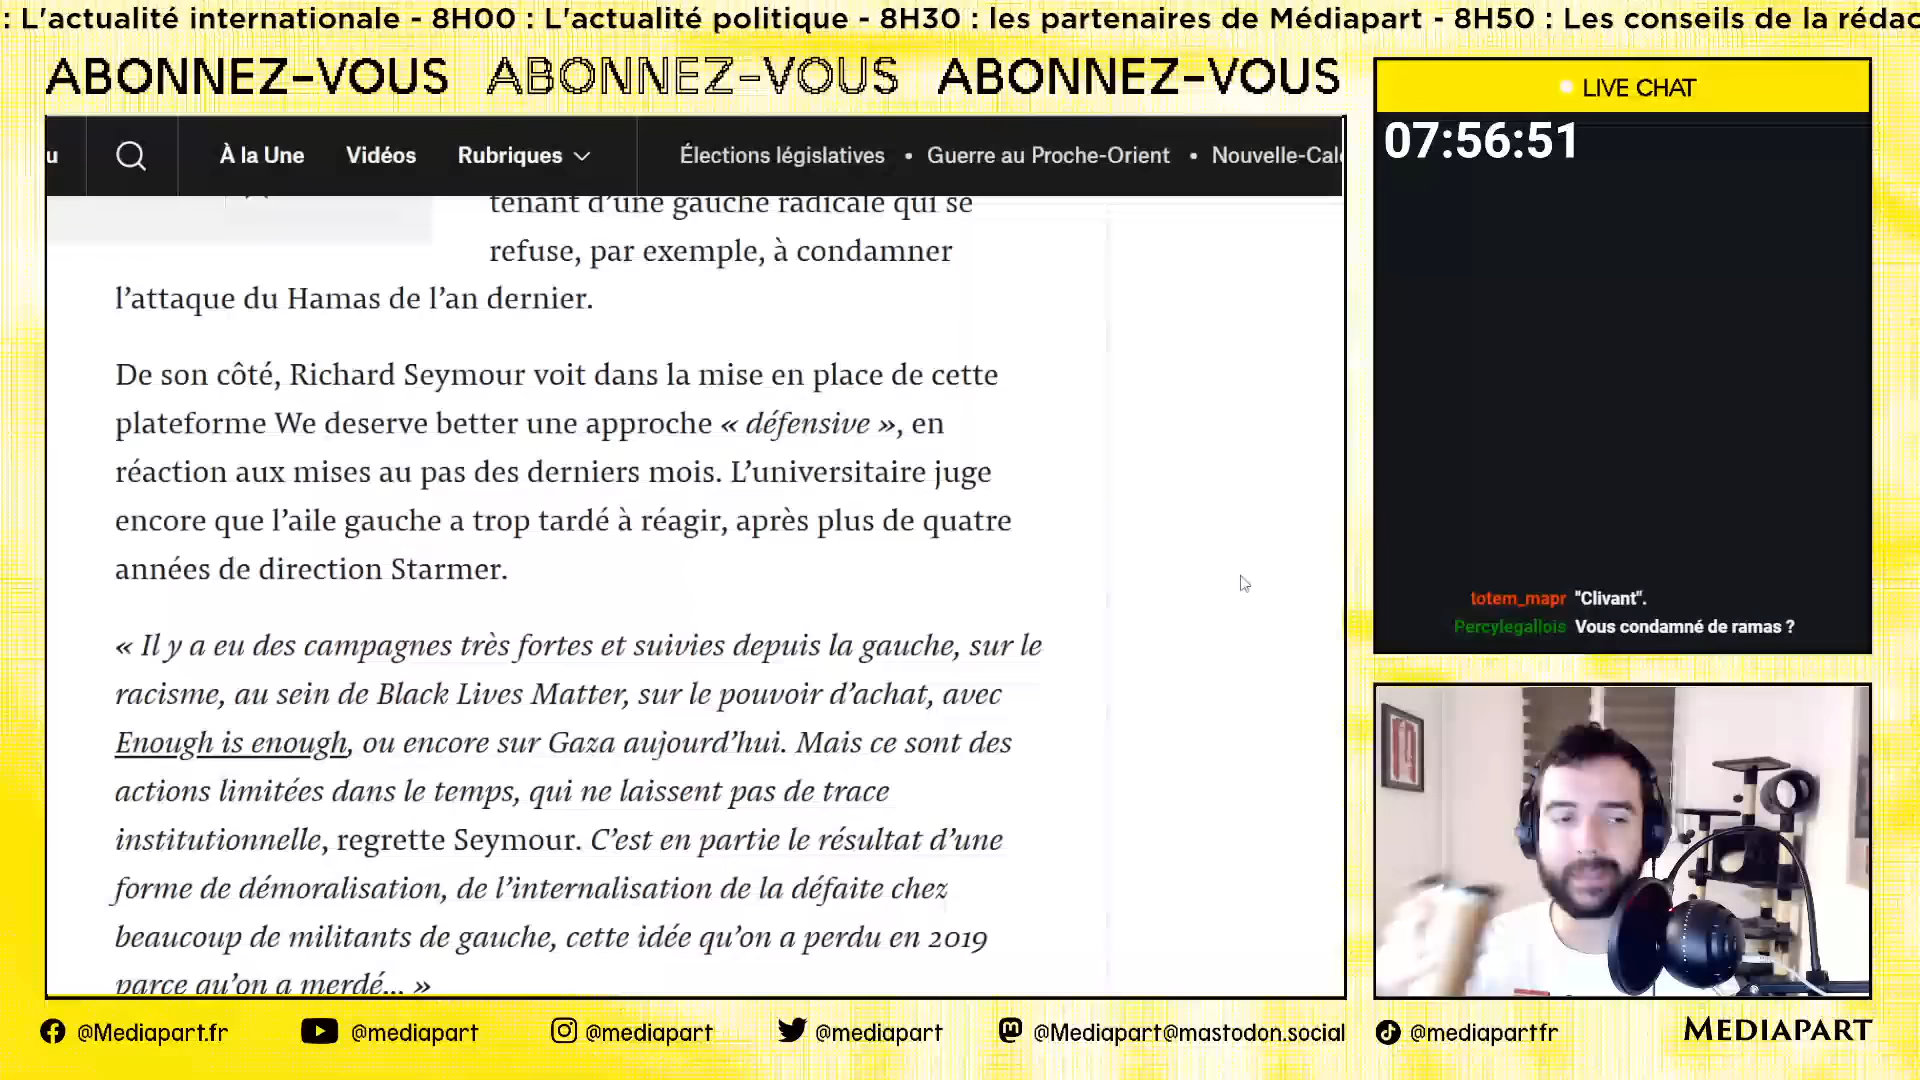 : L'actualité internationale - 8H00 : L'actualité politique - 8H30 : les partenaires de Médiapart - 8H50 : Les conseils de la rédac
ABONNEZ-VOUS ABONNEZ-VOUS ABONNEZ-VOUS
u À la Une Vidéos Rubriques Élections législatives • Guerre au Proche-Orient • Nouvelle-Calé
tenant d’une gauche radicale qui se
refuse, par exemple, à condamner
l’attaque du Hamas de l’an dernier.
De son côté, Richard Seymour voit dans la mise en place de cette
plateforme We deserve better une approche « défensive », en
réaction aux mises au pas des derniers mois. L’universitaire juge
encore que l’aile gauche a trop tardé à réagir, après plus de quatre
années de direction Starmer.
« Il y a eu des campagnes très fortes et suivies depuis la gauche, sur le
racisme, au sein de Black Lives Matter, sur le pouvoir d’achat, avec
Enough is enough, ou encore sur Gaza aujourd’hui. Mais ce sont des
actions limitées dans le temps, qui ne laissent pas de trace
institutionnelle, regrette Seymour. C’est en partie le résultat d’une
forme de démoralisation, de l’internalisation de la défaite chez
beaucoup de militants de gauche, cette idée qu’on a perdu en 2019
parce qu’on a merdé... »
LIVE CHAT
07:56:51
totem_mapr "Clivant".
Percylegallois Vous condamné de ramas ?
@Mediapart.fr @mediapart @mediapart @mediapart @Mediapart@mastodon.social @mediapartfr MEDIAPART